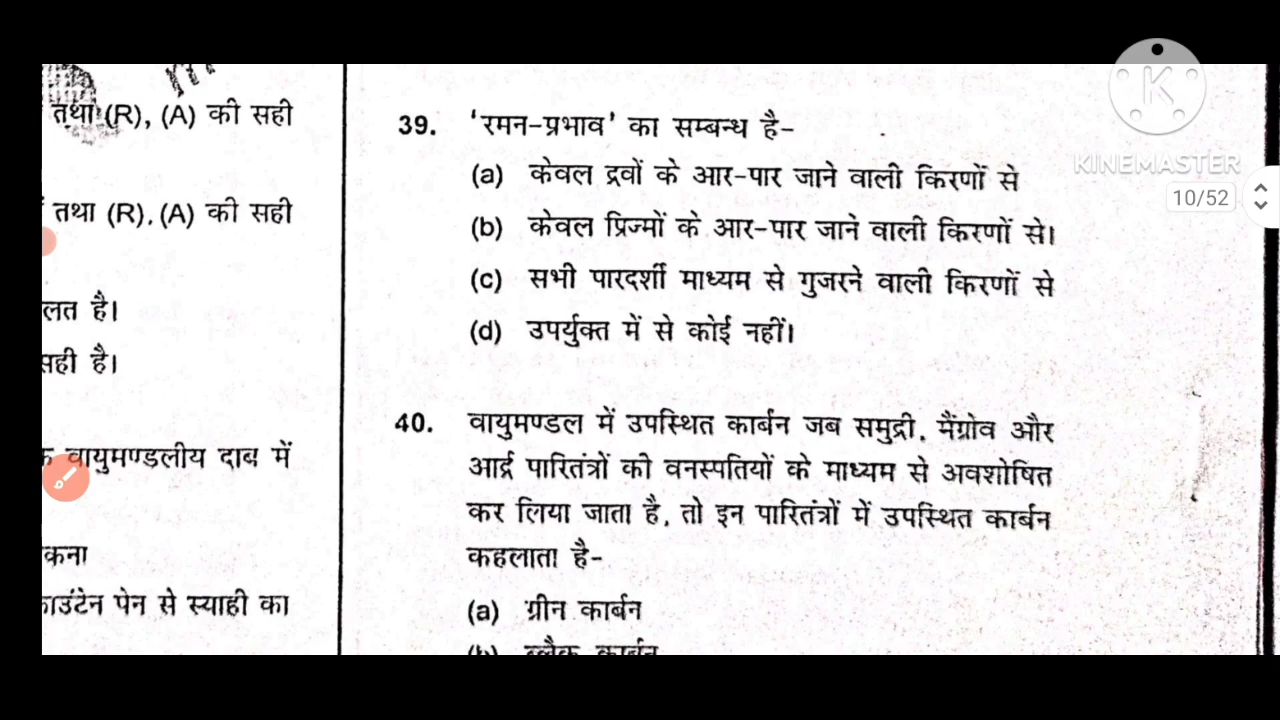 तथा (R), (A) की सही
तथा (R), (A) की सही
लत है।
सही है।
वायुमण्डलीय दाब में
कना
फाउंटेन पेन से स्याही का
39. 'रमन-प्रभाव' का सम्बन्ध है-
(a) केवल द्रवों के आर-पार जाने वाली किरणों से
(b) केवल प्रिज्मों के आर-पार जाने वाली किरणों से।
(c) सभी पारदर्शी माध्यम से गुजरने वाली किरणों से
(d) उपर्युक्त में से कोई नहीं।
40. वायुमण्डल में उपस्थित कार्बन जब समुद्री, मैंग्रोव और
आर्द्र पारितंत्रों की वनस्पतियों के माध्यम से अवशोषित
कर लिया जाता है, तो इन पारितंत्रों में उपस्थित कार्बन
कहलाता है-
(a) ग्रीन कार्बन
(b) ब्लैक कार्बन
K
KINEMASTER
10/52